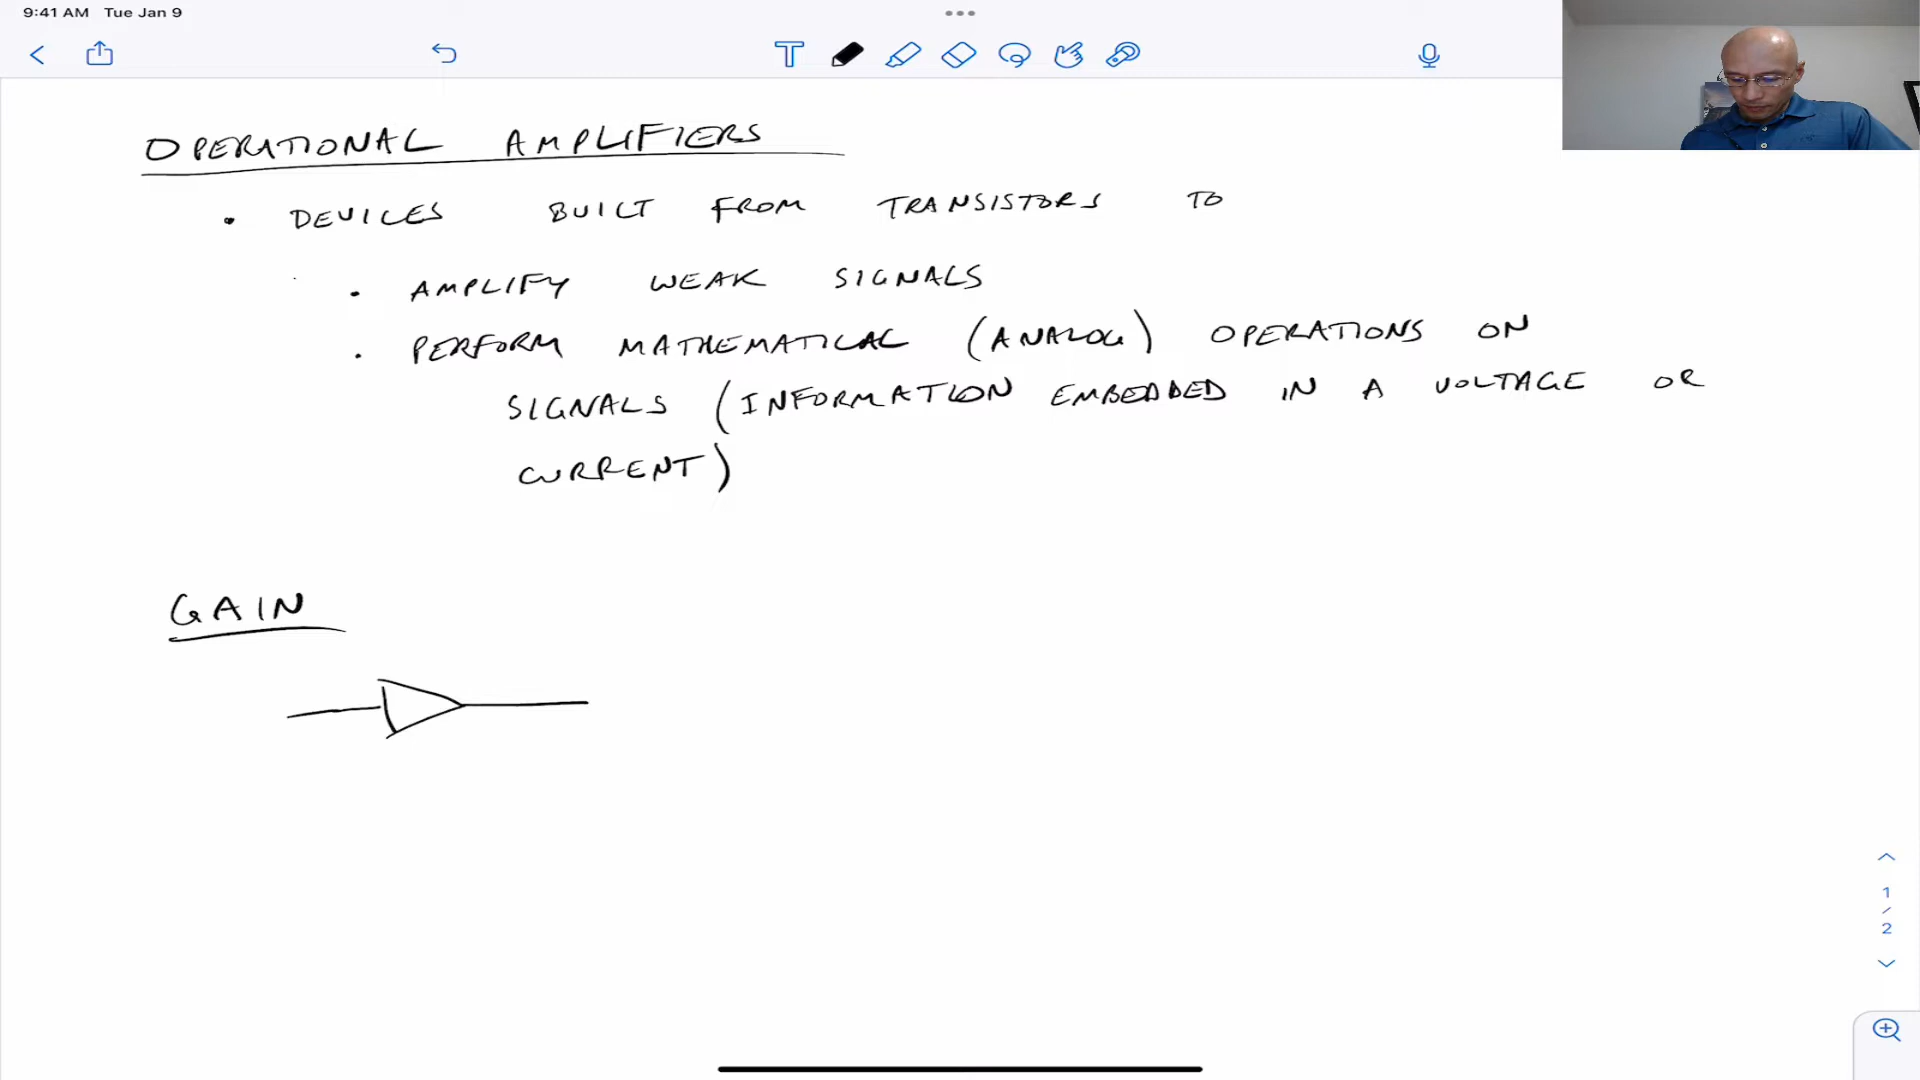 9:41 AM Tue Jan 9
OPERATIONAL AMPLIFIERS
• DEVICES BUILT FROM TRANSISTORS TO
• AMPLIFY WEAK SIGNALS
• PERFORM MATHEMATICAL (ANALOG) OPERATIONS ON
SIGNALS (INFORMATION EMBEDDED IN A VOLTAGE OR
CURRENT)
GAIN
1
/
2